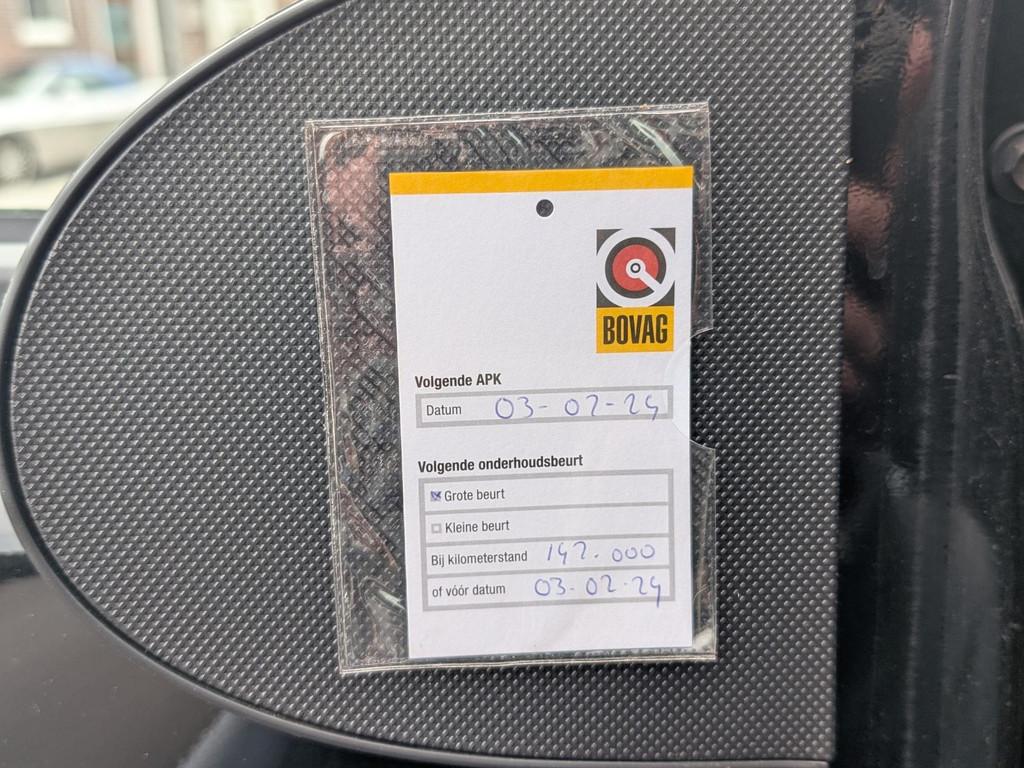 BOVAG
Volgende APK
Datum 03-02-24
Volgende onderhoudsbeurt
Grote beurt
Kleine beurt
Bij kilometerstand 142.000
of vóór datum 03-02-24